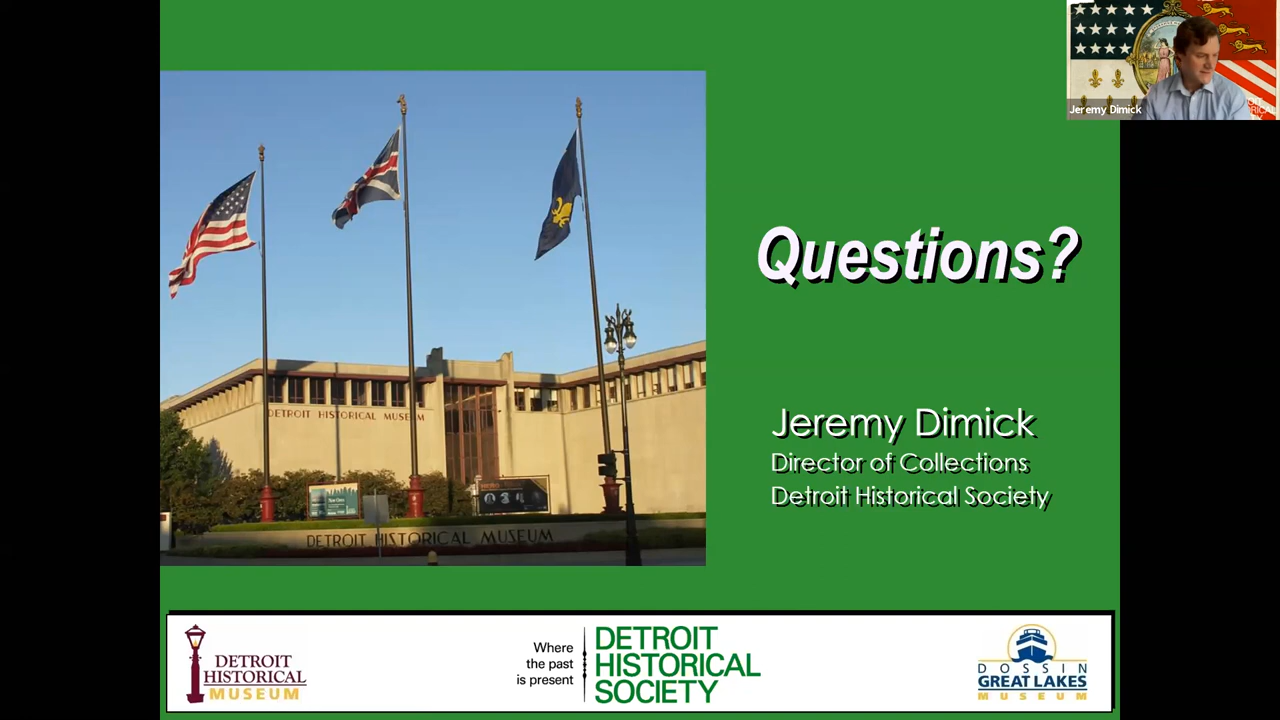 Jeremy Dimick
Questions?
DETROIT HISTORICAL MUSEUM
DETROIT HISTORICAL MUSEUM
Jeremy Dimick
Director of Collections
Detroit Historical Society
DETROIT
HISTORICAL
MUSEUM
Where
the past
is present
DETROIT
HISTORICAL
SOCIETY
DOSSIN
GREAT LAKES
MUSEUM